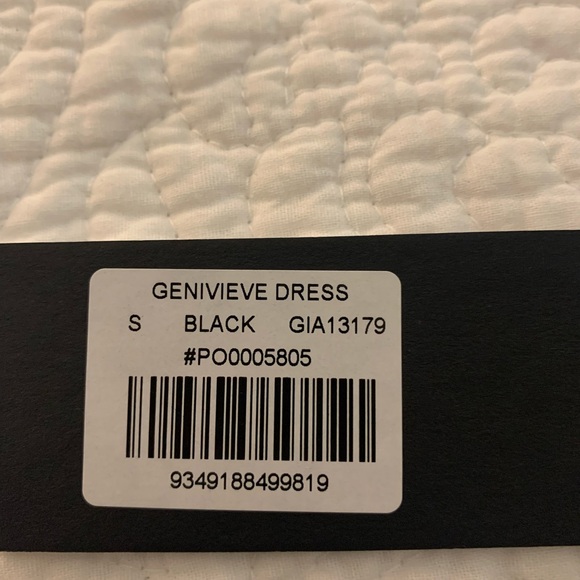 GENIVIEVE DRESS
S BLACK GIA13179
#PO0005805
9349188499819